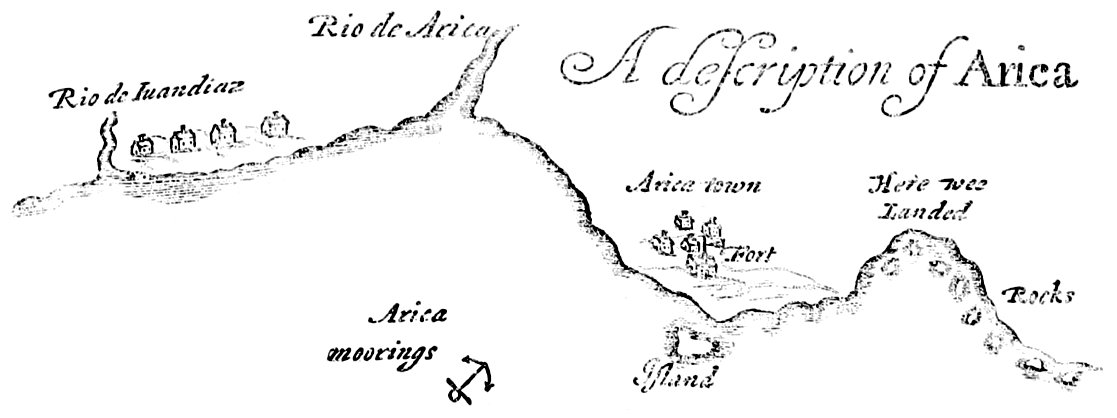 Rio de Arica
A deſcription of Arica
Rio de Iuandiaz
Arica town
Here wee
Landed
Fort
Rocks
Arica
moorings
Iſland